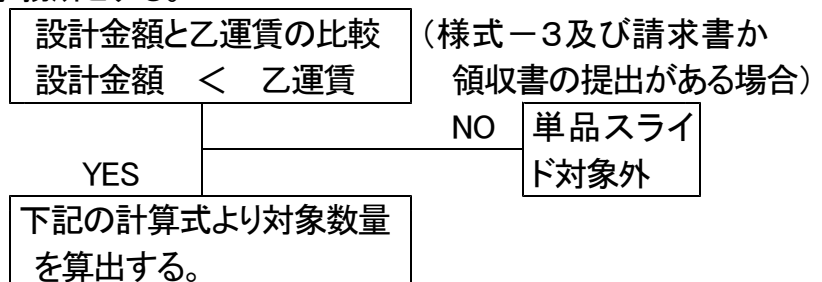 設計金額と乙運賃の比較 (様式-3及び請求書か
設計金額 < 乙運賃 領収書の提出がある場合)
NO 単品スライ
YES ド対象外
下記の計算式より対象数量
を算出する。